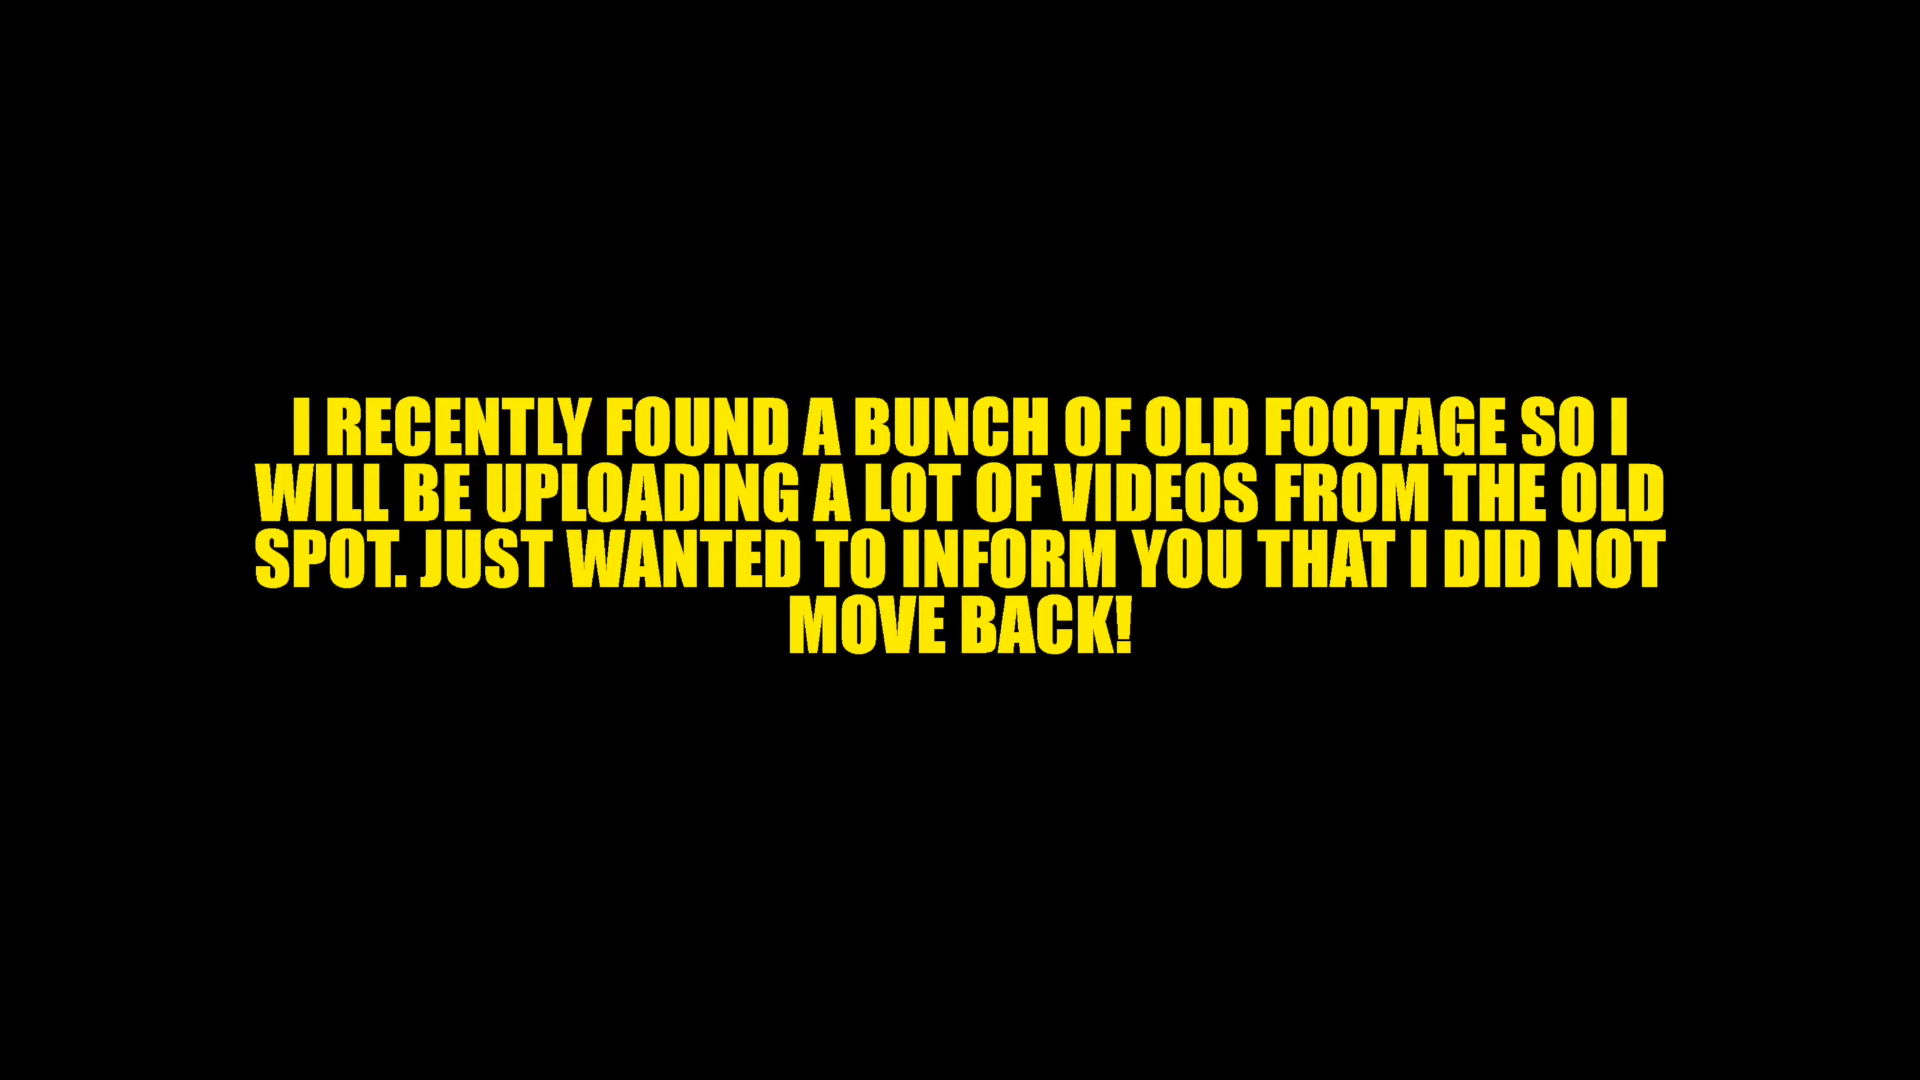 I RECENTLY FOUND A BUNCH OF OLD FOOTAGE SO I
WILL BE UPLOADING A LOT OF VIDEOS FROM THE OLD
SPOT. JUST WANTED TO INFORM YOU THAT I DID NOT
MOVE BACK!